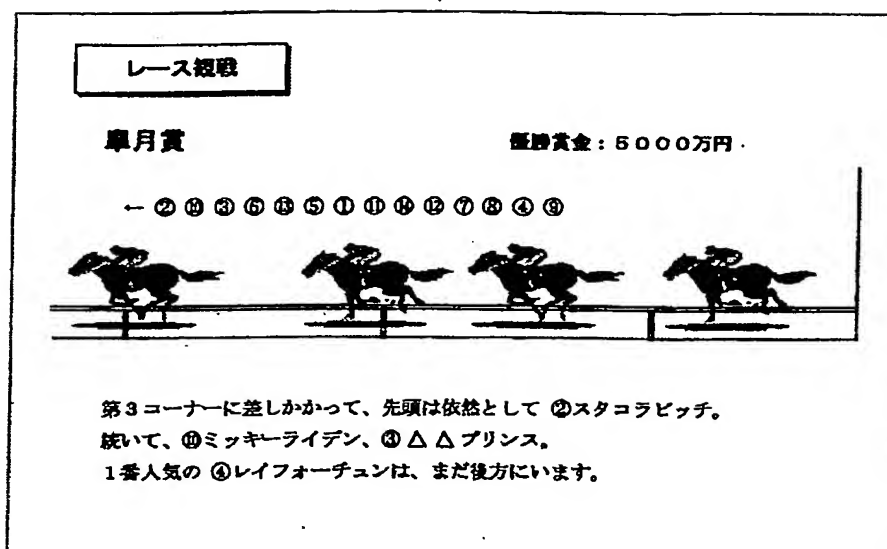 レース観戦
皐月賞
優勝賞金:5000万円
← ②⑩③⑥⑬⑤①⑪⑭⑫⑦⑧④⑨
第3コーナーに差しかかって、先頭は依然として ②スタコラピッチ。
続いて、⑩ミッキーライデン、③△△プリンス。
1番人気の ④レイフォーチュンは、まだ後方にいます。